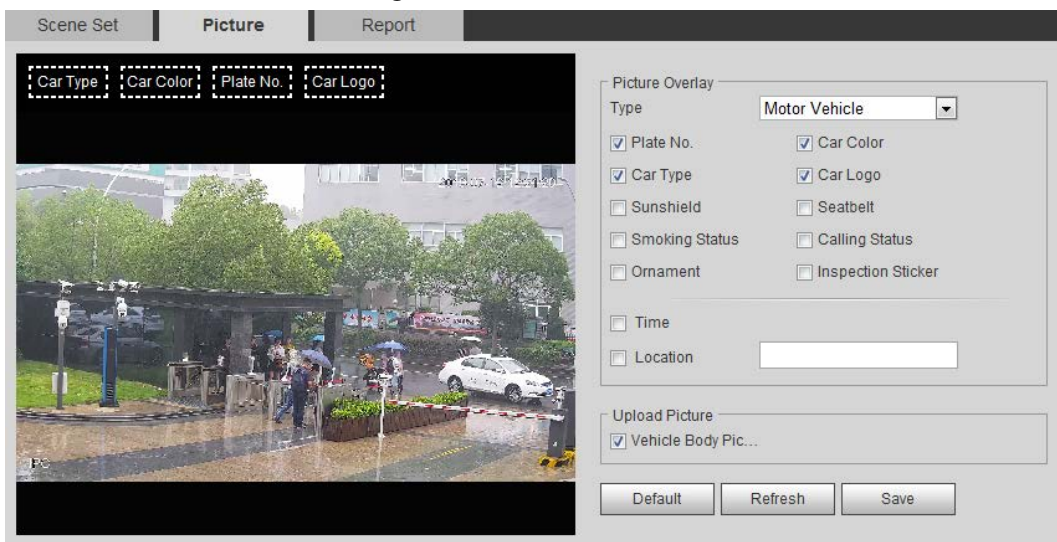 Scene Set Picture Report
Car Type Car Color Plate No. Car Logo
Picture Overlay
Type Motor Vehicle
Plate No. Car Color
Car Type Car Logo
Sunshield Seatbelt
Smoking Status Calling Status
Ornament Inspection Sticker
Time
Location
Upload Picture
Vehicle Body Pic...
Default Refresh Save
IPC